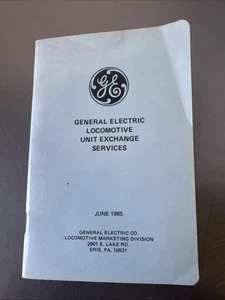 GE
GENERAL ELECTRIC
LOCOMOTIVE
UNIT EXCHANGE
SERVICES
JUNE 1985
GENERAL ELECTRIC CO.
LOCOMOTIVE MARKETING DIVISION
2901 E. LAKE RD.
ERIE, PA. 16531